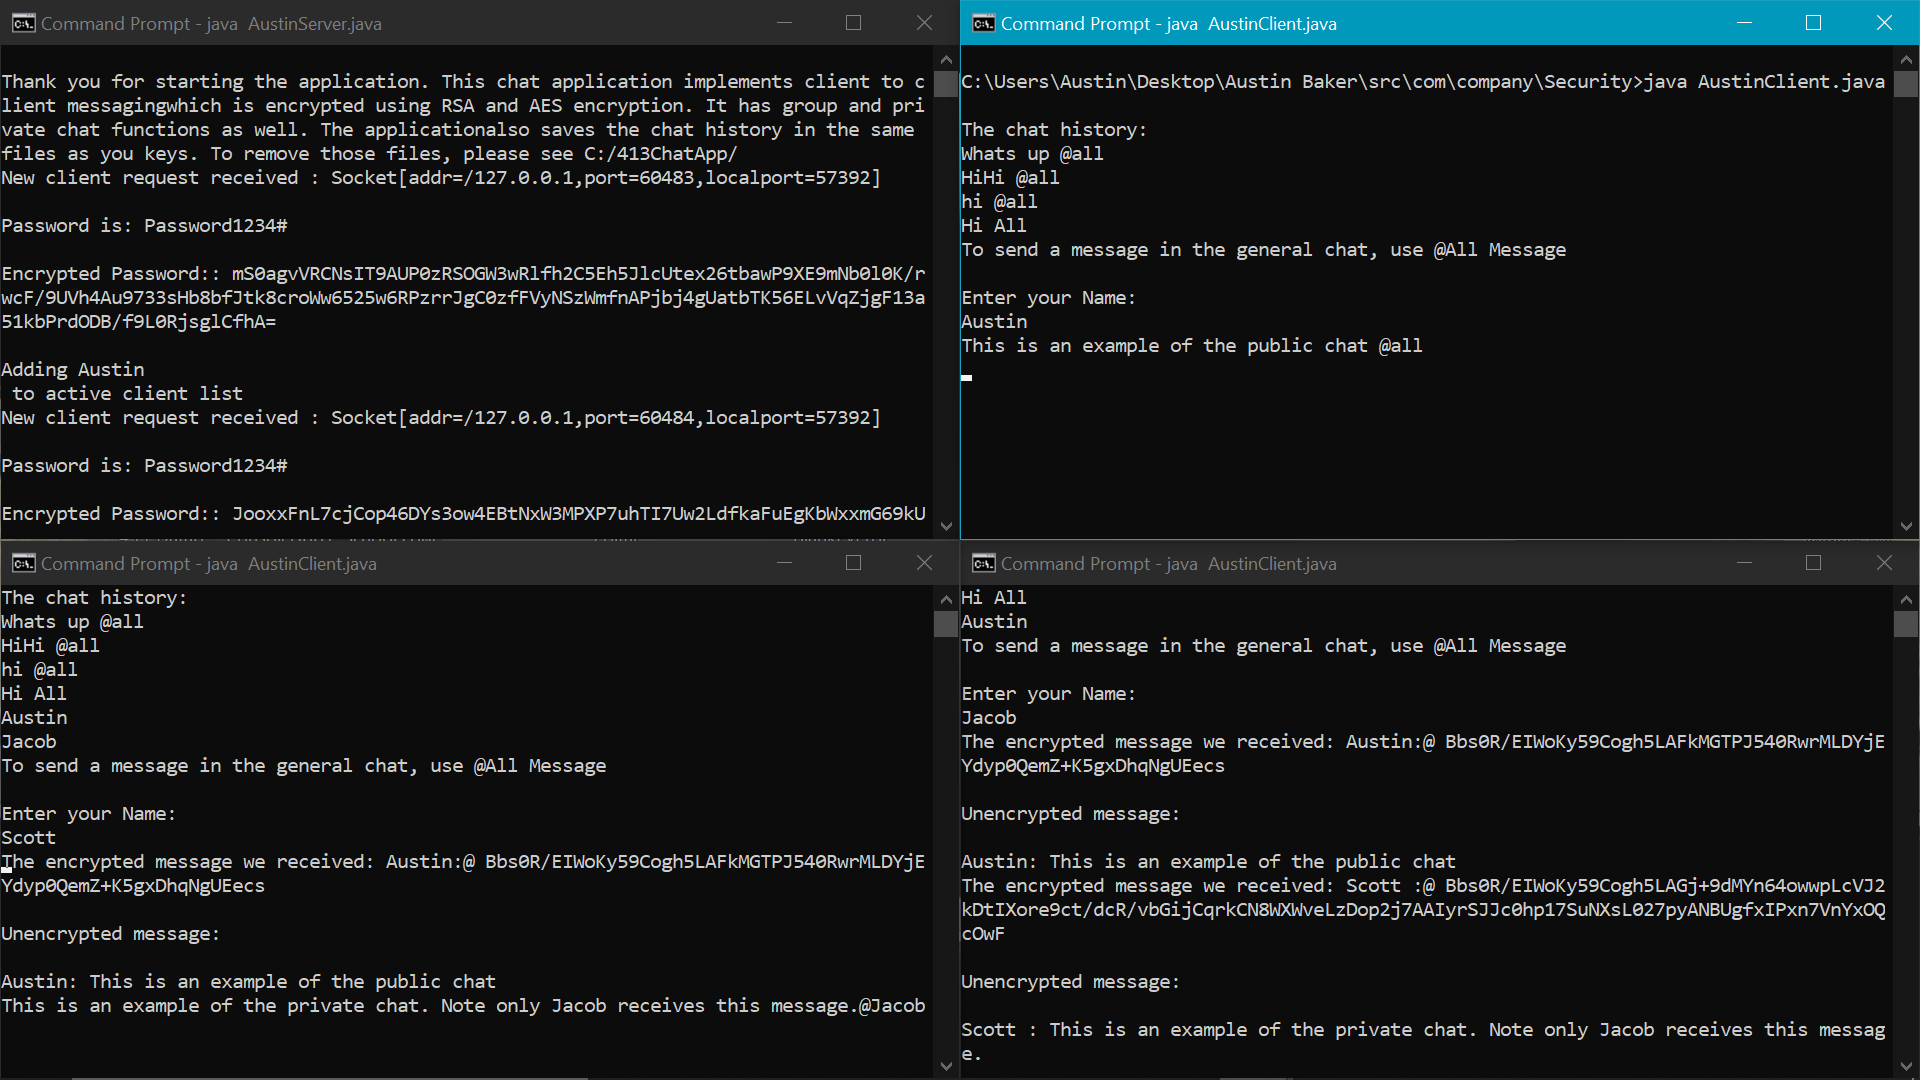 Command Prompt - java  AustinServer.java
Thank you for starting the application. This chat application implements client to c
lient messagingwhich is encrypted using RSA and AES encryption. It has group and pri
vate chat functions as well. The applicationalso saves the chat history in the same
files as you keys. To remove those files, please see C:/413ChatApp/
New client request received : Socket[addr=/127.0.0.1,port=60483,localport=57392]
Password is: Password1234#
Encrypted Password:: mS0agvVRCNsIT9AUP0zRSOGW3wRlfh2C5Eh5JlcUtex26tbawP9XE9mNb0l0K/r
wcF/9UVh4Au9733sHb8bfJtk8croWw6525w6RPzrrJgC0zfFVyNSzWmfnAPjbj4gUatbTK56ELvVqZjgF13a
51kbPrdODB/f9L0RjsglCfhA=
Adding Austin
 to active client list
New client request received : Socket[addr=/127.0.0.1,port=60484,localport=57392]
Password is: Password1234#
Encrypted Password:: JooxxFnL7cjCop46DYs3ow4EBtNxW3MPXP7uhTI7Uw2LdfkaFuEgKbWxxmG69kU
Command Prompt - java  AustinClient.java
C:\Users\Austin\Desktop\Austin Baker\src\com\company\Security>java AustinClient.java
The chat history:
Whats up @all
HiHi @all
hi @all
Hi All
To send a message in the general chat, use @All Message
Enter your Name:
Austin
This is an example of the public chat @all
Command Prompt - java  AustinClient.java
The chat history:
Whats up @all
HiHi @all
hi @all
Hi All
Austin
Jacob
To send a message in the general chat, use @All Message
Enter your Name:
Scott
The encrypted message we received: Austin:@ Bbs0R/EIWoKy59Cogh5LAFkMGTPJ540RwrMLDYjE
Ydyp0QemZ+K5gxDhqNgUEecs
Unencrypted message:
Austin: This is an example of the public chat
This is an example of the private chat. Note only Jacob receives this message.@Jacob
Command Prompt - java  AustinClient.java
Hi All
Austin
To send a message in the general chat, use @All Message
Enter your Name:
Jacob
The encrypted message we received: Austin:@ Bbs0R/EIWoKy59Cogh5LAFkMGTPJ540RwrMLDYjE
Ydyp0QemZ+K5gxDhqNgUEecs
Unencrypted message:
Austin: This is an example of the public chat
The encrypted message we received: Scott :@ Bbs0R/EIWoKy59Cogh5LAGj+9dMYn64owwpLcVJ2
kDtIXore9ct/dcR/vbGijCqrkCN8WXWveLzDop2j7AAIyrSJJc0hp17SuNXsL027pyANBUgfxIPxn7VnYxOQ
cOwF
Unencrypted message:
Scott : This is an example of the private chat. Note only Jacob receives this messag
e.